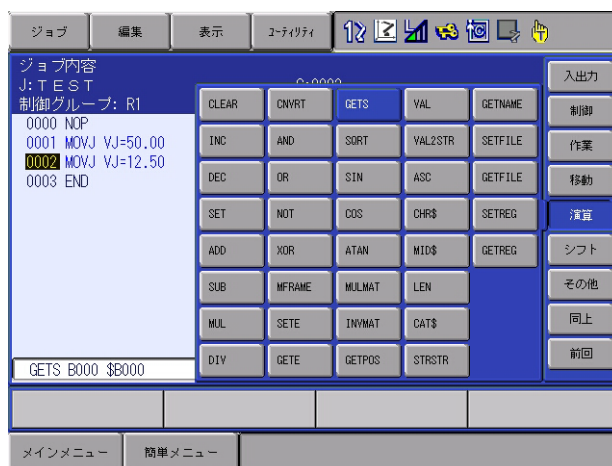 ジョブ 編集 表示 ユーティリティ
ジョブ内容
J:TEST
制御グループ: R1
0000 NOP
0001 MOVJ VJ=50.00
0002 MOVJ VJ=12.50
0003 END
CLEAR CNVRT GETS VAL GETNAME
INC AND SQRT VAL2STR SETFILE
DEC OR SIN ASC GETFILE
SET NOT COS CHR$ SETREG
ADD XOR ATAN MID$ GETREG
SUB MFRAME MULMAT LEN
MUL SETE INVMAT CAT$
DIV GETE GETPOS STRSTR
入出力
制御
作業
移動
演算
シフト
その他
同上
前回
GETS B000 $B000
メインメニュー 簡単メニュー